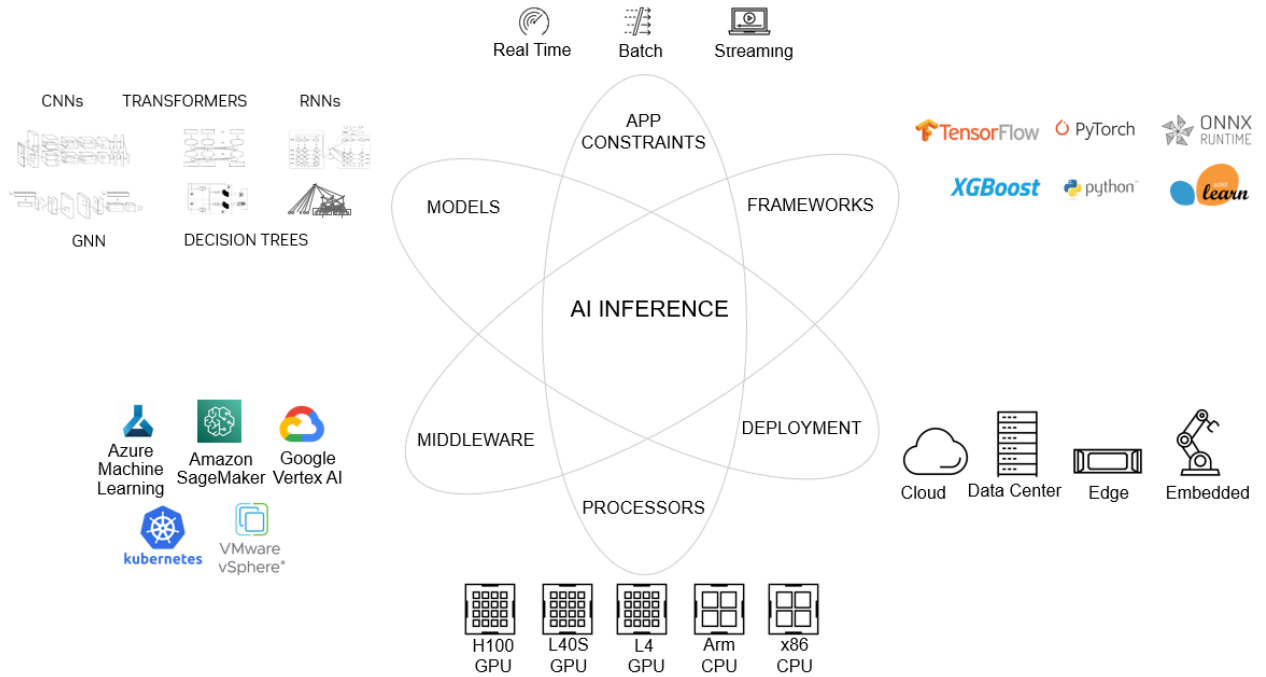 Real Time
Batch
Streaming
CNNs
TRANSFORMERS
RNNs
GNN
DECISION TREES
APP
CONSTRAINTS
MODELS
FRAMEWORKS
TensorFlow
PyTorch
ONNX
RUNTIME
XGBoost
python
learn
AI INFERENCE
MIDDLEWARE
DEPLOYMENT
PROCESSORS
Azure
Machine
Learning
Amazon
SageMaker
Google
Vertex AI
kubernetes
VMware
vSphere®
Cloud
Data Center
Edge
Embedded
H100
GPU
L40S
GPU
L4
GPU
Arm
CPU
x86
CPU